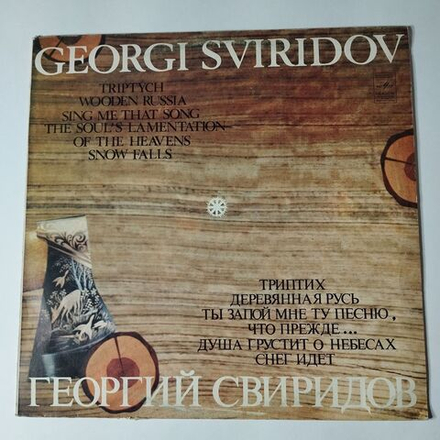 GEORGI SVIRIDOV
TRIPTYCH
WOODEN RUSSIA
SING ME THAT SONG
THE SOUL'S LAMENTATION
OF THE HEAVENS
SNOW FALLS
ТРИПТИХ
ДЕРЕВЯННАЯ РУСЬ
ТЫ ЗАПОЙ МНЕ ТУ ПЕСНЮ,
ЧТО ПРЕЖДЕ...
ДУША ГРУСТИТ О НЕБЕСАХ
СНЕГ ИДЕТ
ГЕОРГИЙ СВИРИДОВ